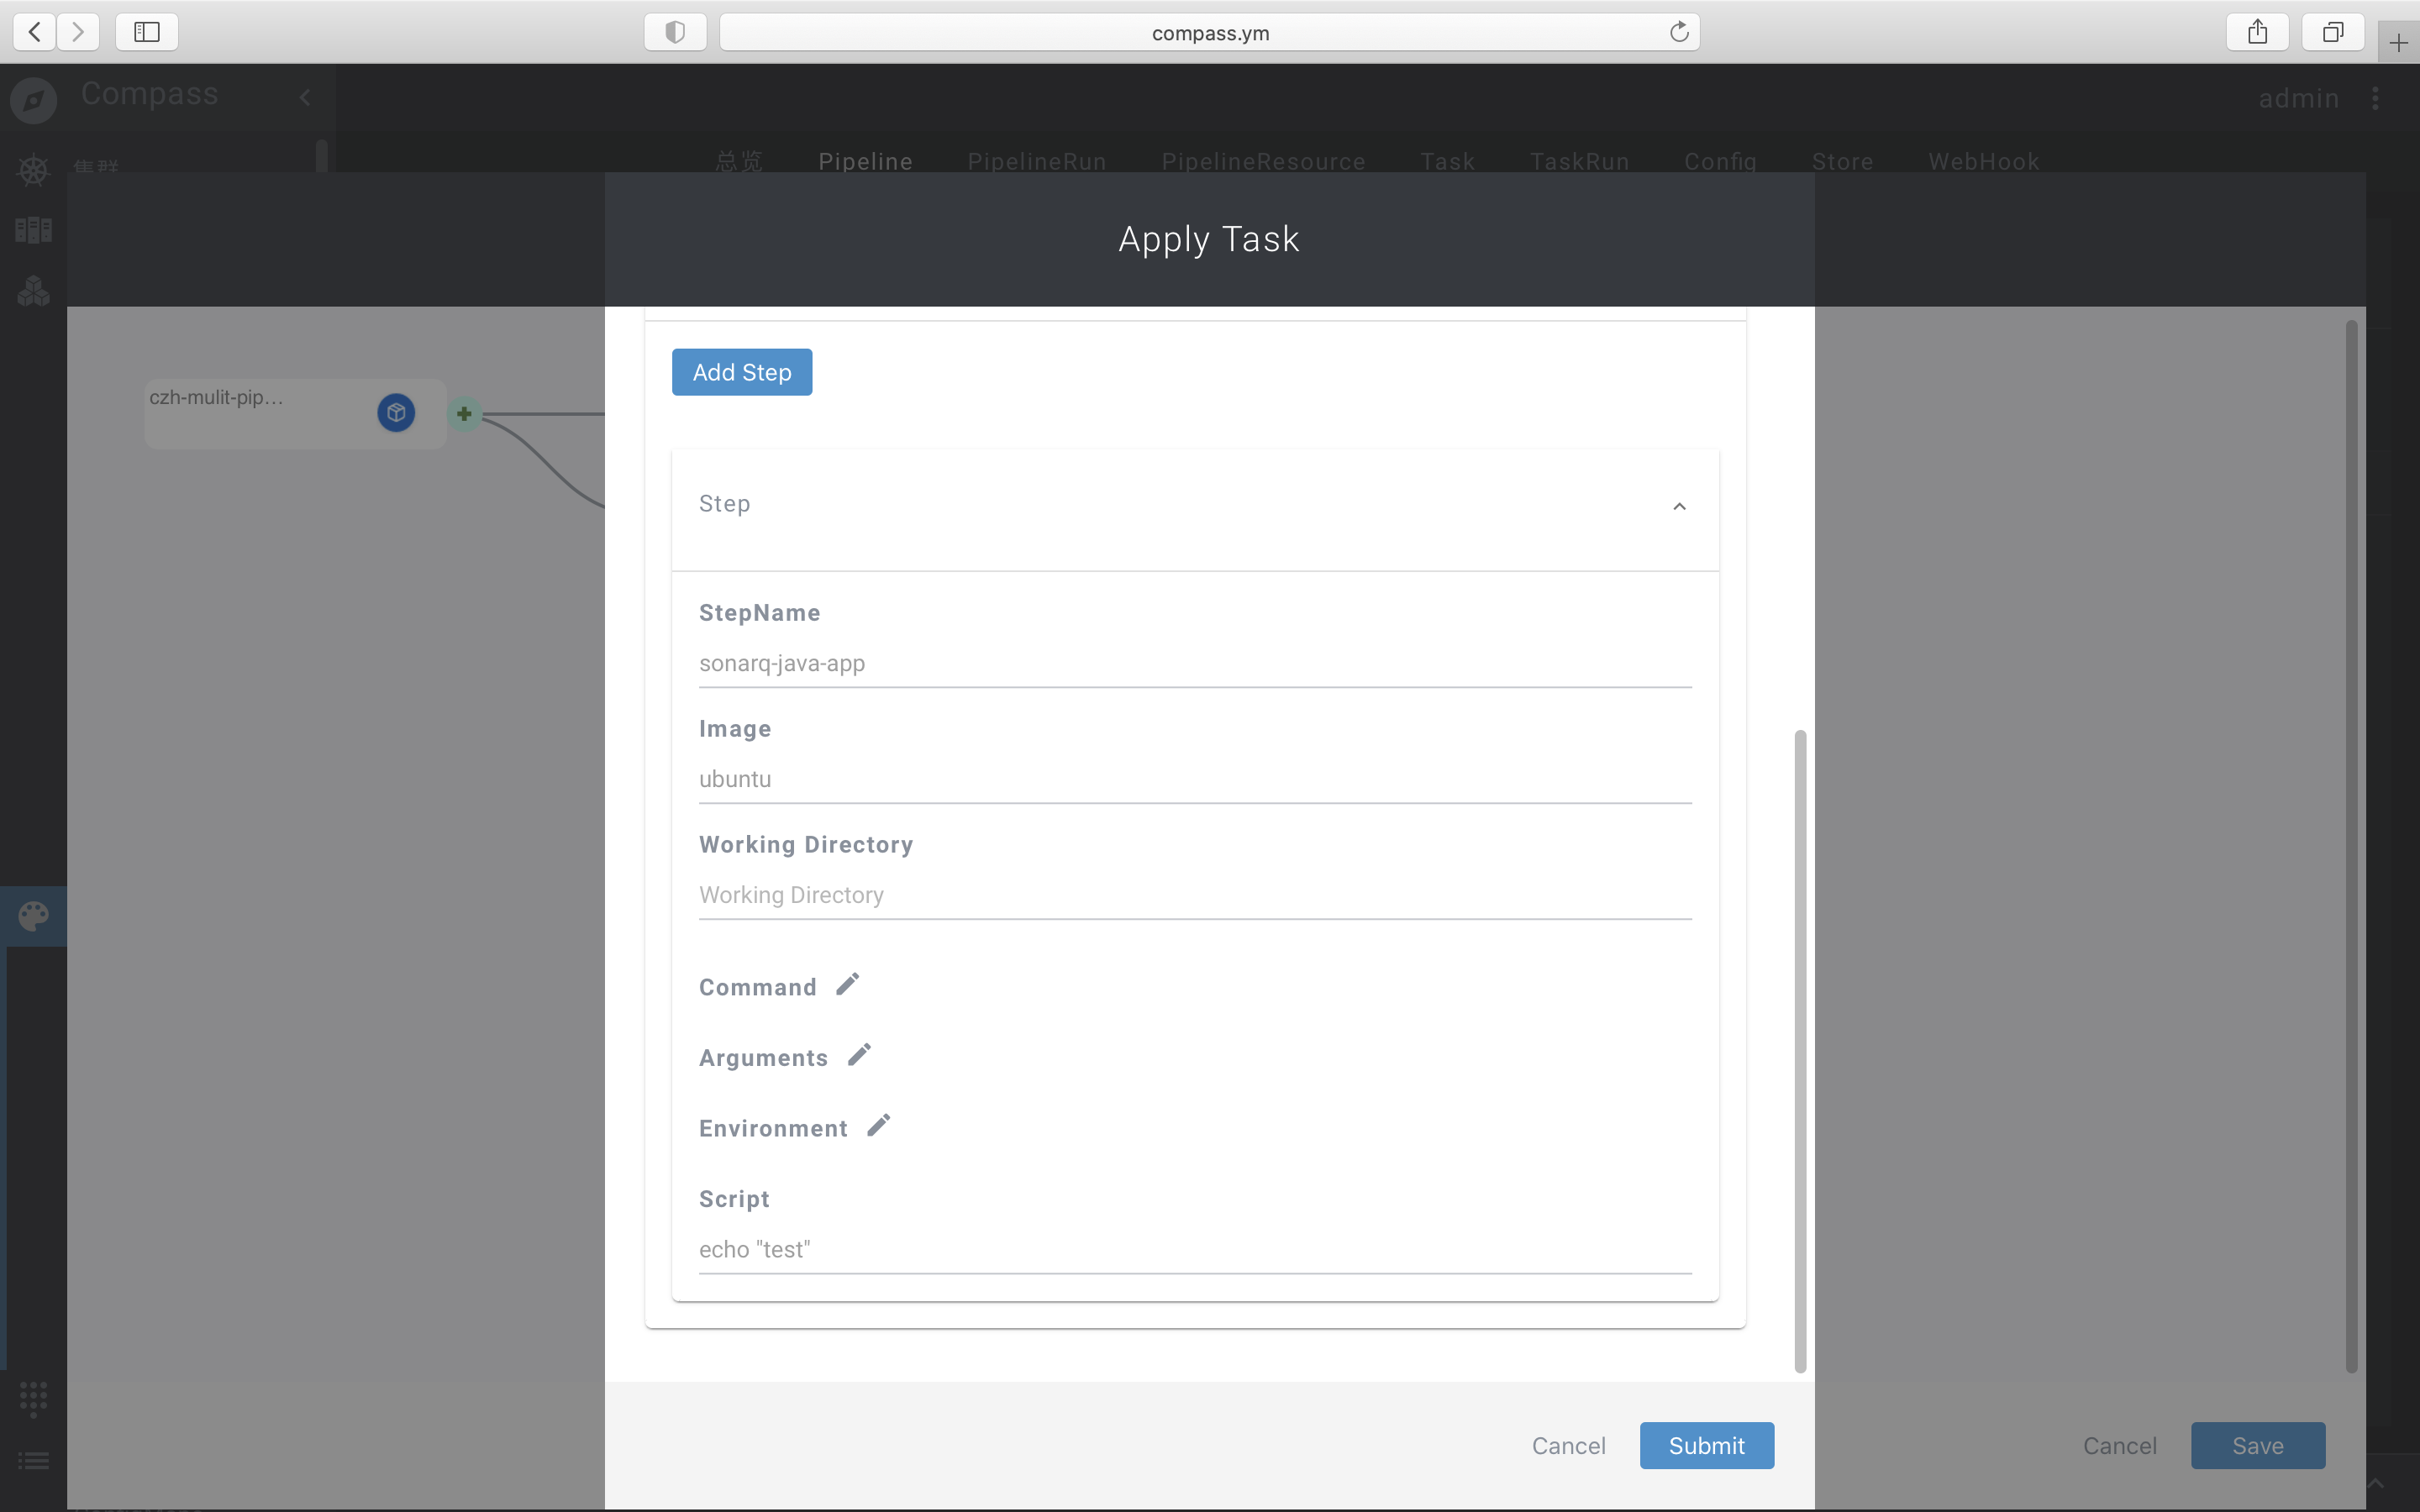 compass.ym
Compass
admin
集群
总览 Pipeline PipelineRun PipelineResource Task TaskRun Config Store WebHook
Apply Task
Add Step
czh-mulit-pip...
Step
StepName
sonarq-java-app
Image
ubuntu
Working Directory
Working Directory
Command
Arguments
Environment
Script
echo "test"
Cancel Submit
Cancel Save